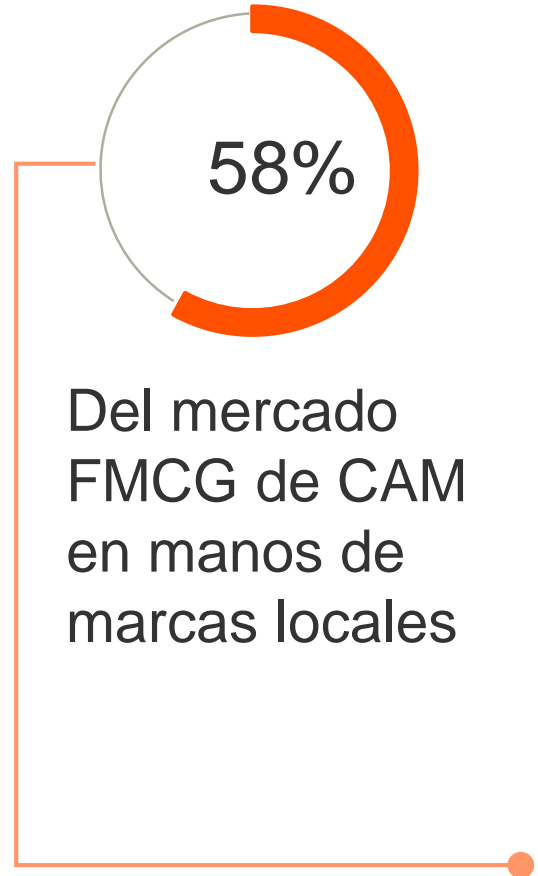 58%
Del mercado
FMCG de CAM
en manos de
marcas locales